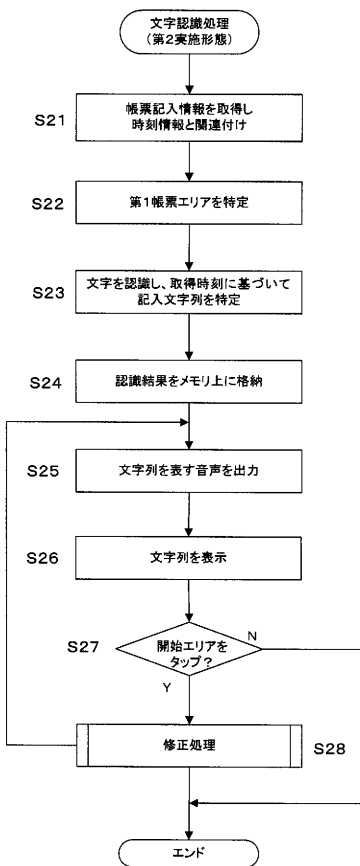 文字認識処理
(第2実施形態)
S21
帳票記入情報を取得し
時刻情報と関連付け
S22
第1帳票エリアを特定
S23
文字を認識し、取得時刻に基づいて
記入文字列を特定
S24
認識結果をメモリ上に格納
S25
文字列を表す音声を出力
S26
文字列を表示
S27
開始エリアを
タップ?
N
Y
修正処理
S28
エンド